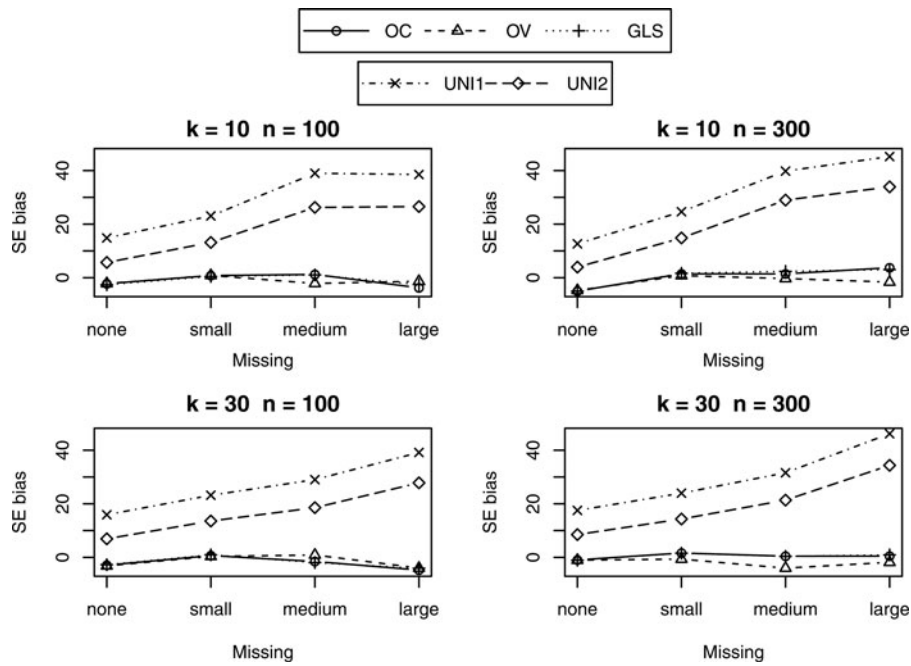 OC OV GLS
UNI1 UNI2
k = 10 n = 100
SE bias
0 20 40
none small medium large
Missing
k = 10 n = 300
SE bias
0 20 40
none small medium large
Missing
k = 30 n = 100
SE bias
0 20 40
none small medium large
Missing
k = 30 n = 300
SE bias
0 20 40
none small medium large
Missing